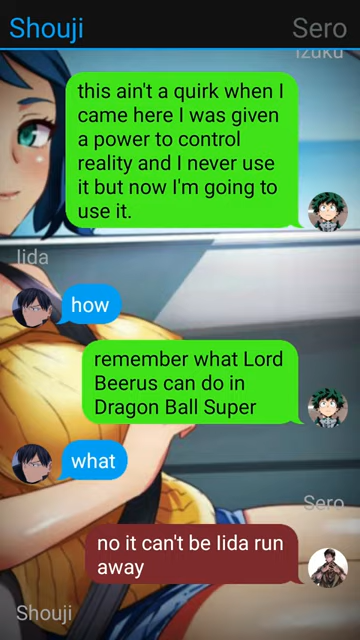 Shouji Sero
Izuku
this ain't a quirk when I
came here I was given
a power to control
reality and I never use
it but now I'm going to
use it.
Iida
how
remember what Lord
Beerus can do in
Dragon Ball Super
what
Sero
no it can't be Iida run
away
Shouji